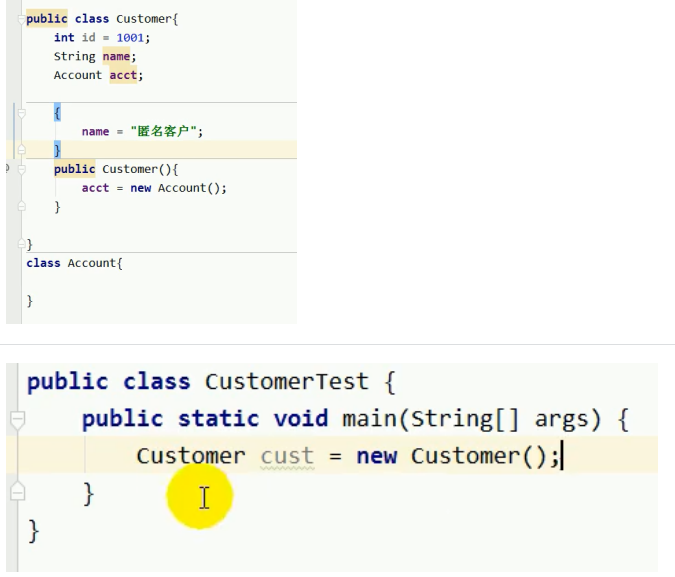 public class Customer{
int id = 1001;
String name;
Account acct;
{
name = "匿名客户";
}
public Customer(){
acct = new Account();
}
}
class Account{
}
public class CustomerTest {
public static void main(String[] args) {
Customer cust = new Customer();
}
}